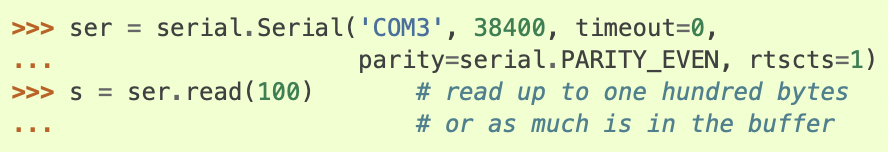 >>> ser = serial.Serial('COM3', 38400, timeout=0,
...                     parity=serial.PARITY_EVEN, rtscts=1)
>>> s = ser.read(100)       # read up to one hundred bytes
...                         # or as much is in the buffer